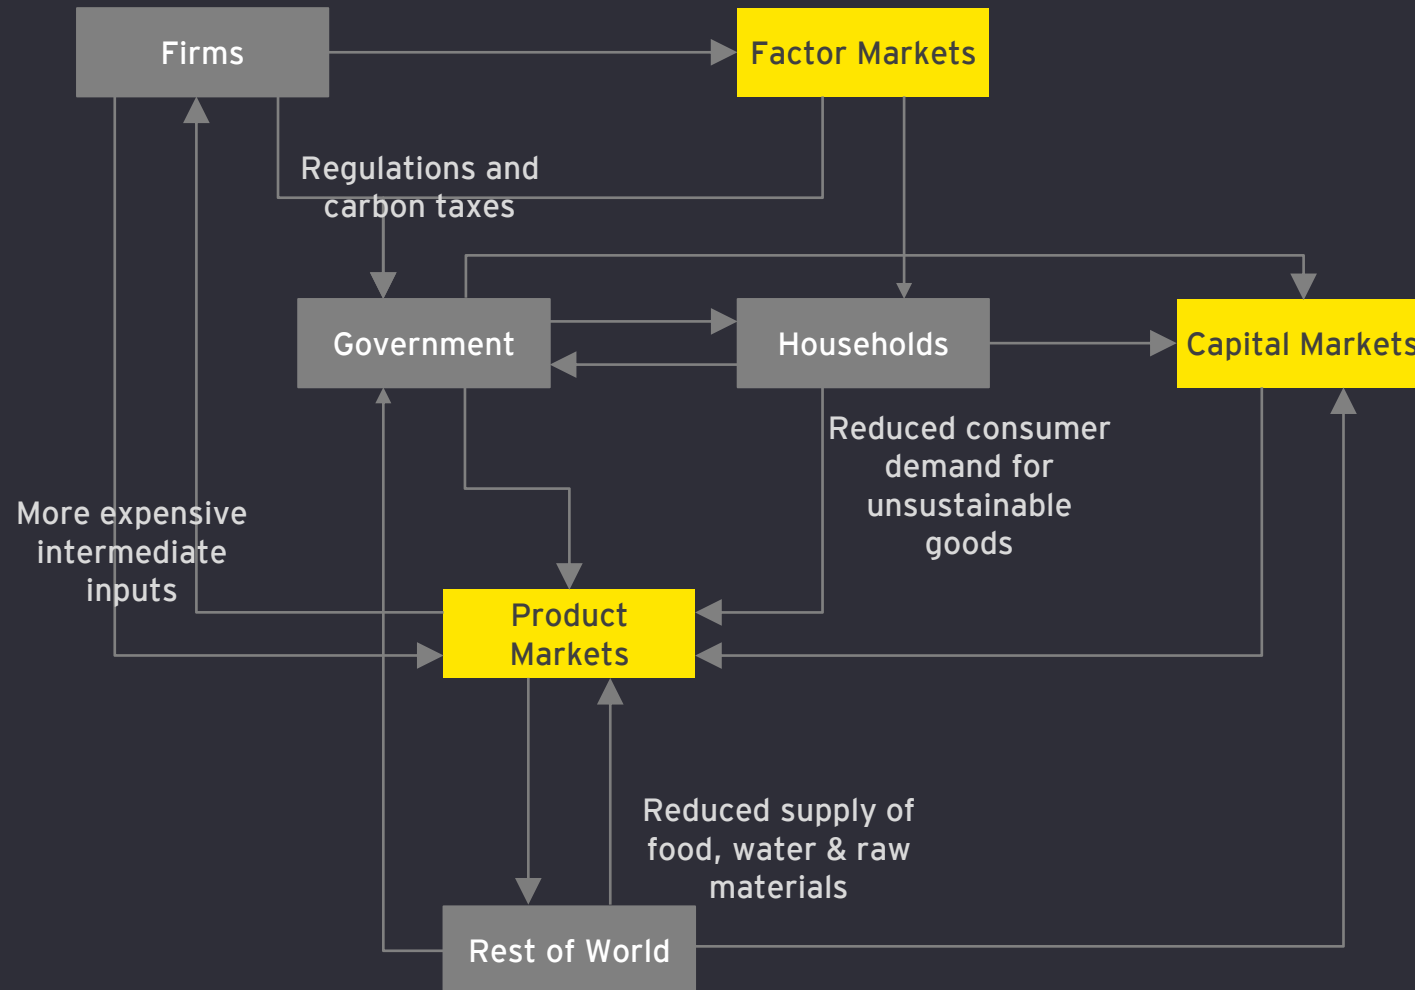 Firms
Factor Markets
Regulations and
carbon taxes
Government
Households
Capital Markets
Reduced consumer
demand for
unsustainable
goods
More expensive
intermediate
inputs
Product
Markets
Reduced supply of
food, water & raw
materials
Rest of World